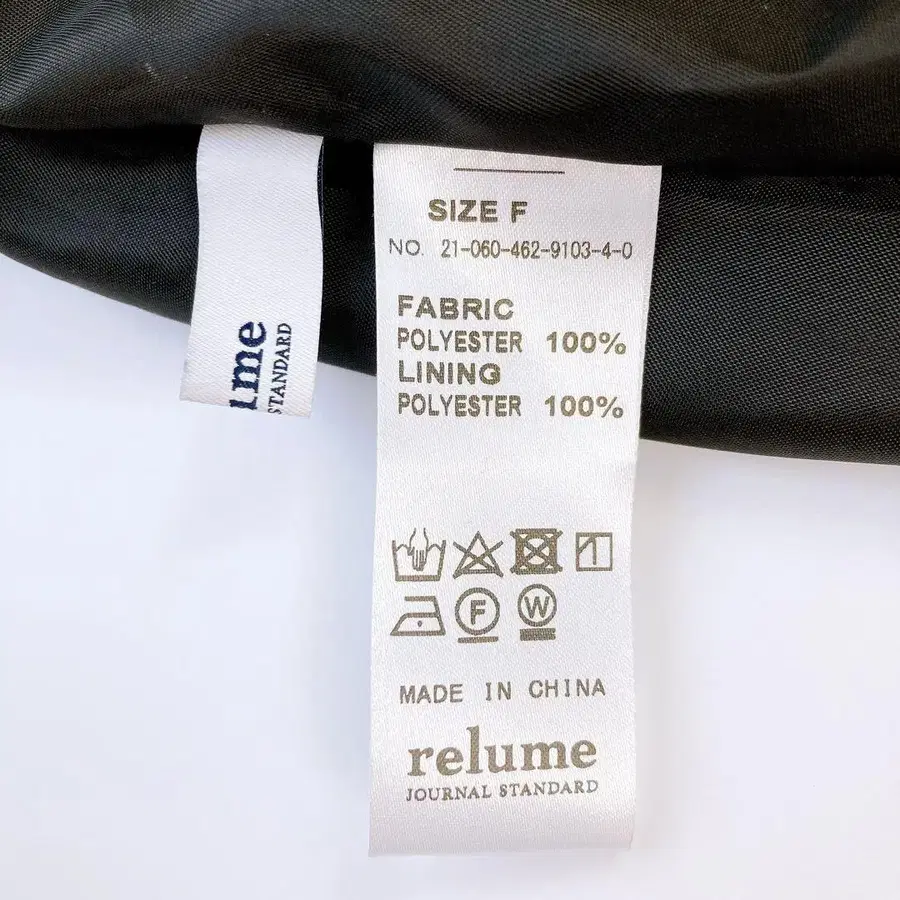 SIZE F
NO. 21-060-462-9103-4-0
FABRIC
POLYESTER 100%
LINING
POLYESTER 100%
F
W
MADE IN CHINA
relume
JOURNAL STANDARD
ume
STANDARD